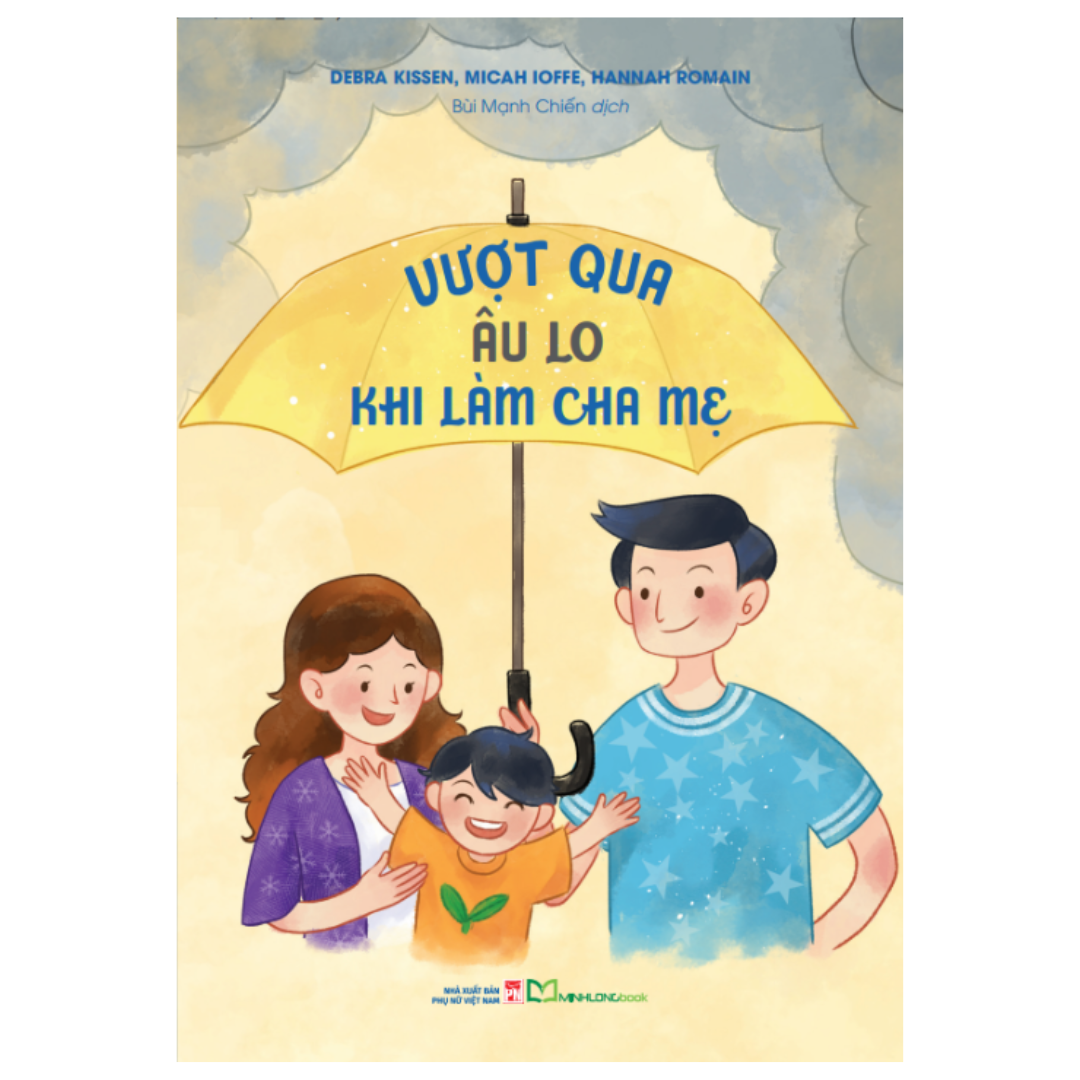 DEBRA KISSEN, MICAH IOFFE, HANNAH ROMAIN
Bùi Mạnh Chiến dịch
VƯỢT QUA
ÂU LO
KHI LÀM CHA MẸ
NHÀ XUẤT BẢN
PHỤ NỮ VIỆT NAM
PN
MINHLONGbook